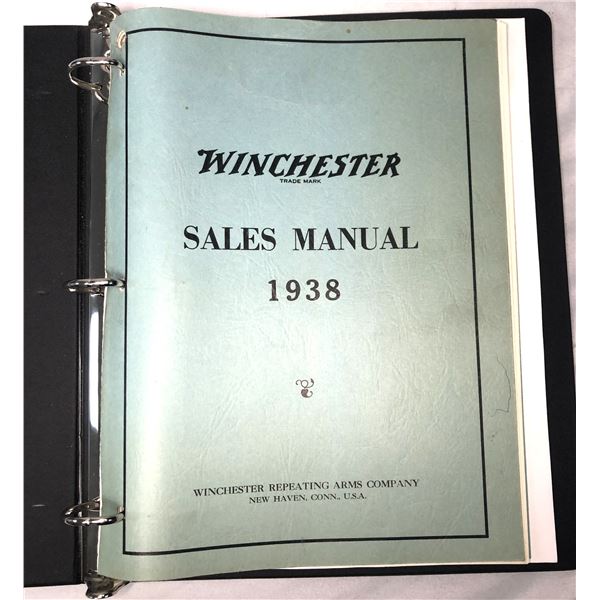 WINCHESTER
TRADE MARK
SALES MANUAL
1938
WINCHESTER REPEATING ARMS COMPANY
NEW HAVEN, CONN., U.S.A.